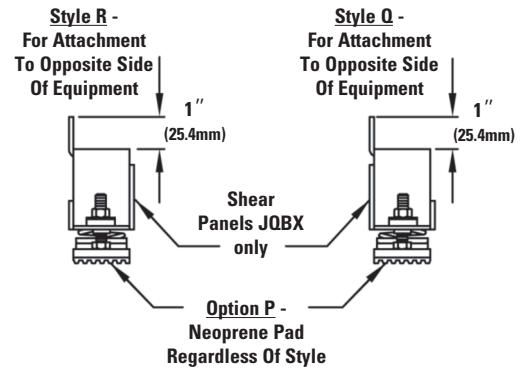 Style R -
For Attachment
To Opposite Side
Of Equipment
1"
(25.4mm)
Style Q -
For Attachment
To Opposite Side
Of Equipment
1"
(25.4mm)
Shear
Panels JQBX
only
Option P -
Neoprene Pad
Regardless Of Style